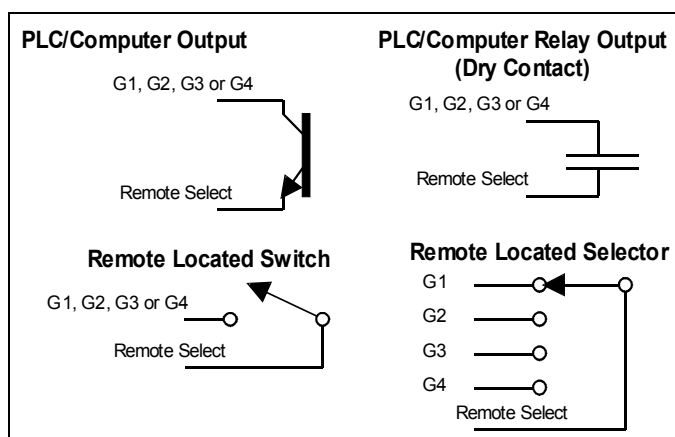 PLC/Computer Output
G1, G2, G3 or G4
Remote Select
PLC/Computer Relay Output
(Dry Contact)
G1, G2, G3 or G4
Remote Select
Remote Located Switch
G1, G2, G3 or G4
Remote Select
Remote Located Selector
G1
G2
G3
G4
Remote Select